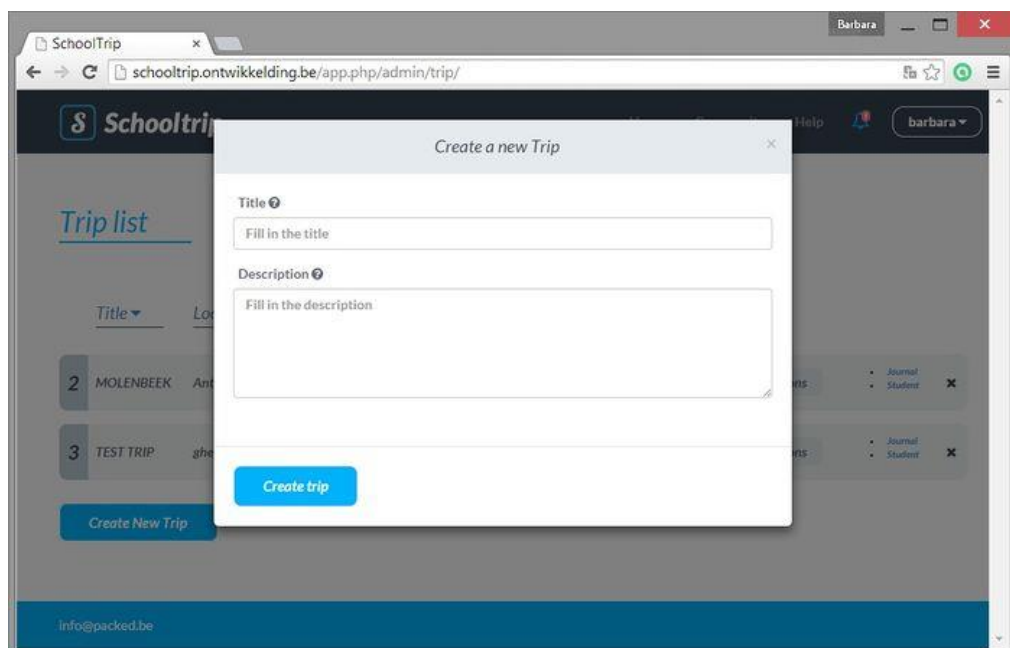 Barbara
SchoolTrip
schooltrip.ontwikkelding.be/app.php/admin/trip/
S Schooltrip
Help
barbara
Create a new Trip
Title
Fill in the title
Description
Fill in the description
Create trip
Trip list
Title
2 MOLENBEEK Ant
Journal
Student
3 TEST TRIP ghe
Journal
Student
Create New Trip
info@packed.be